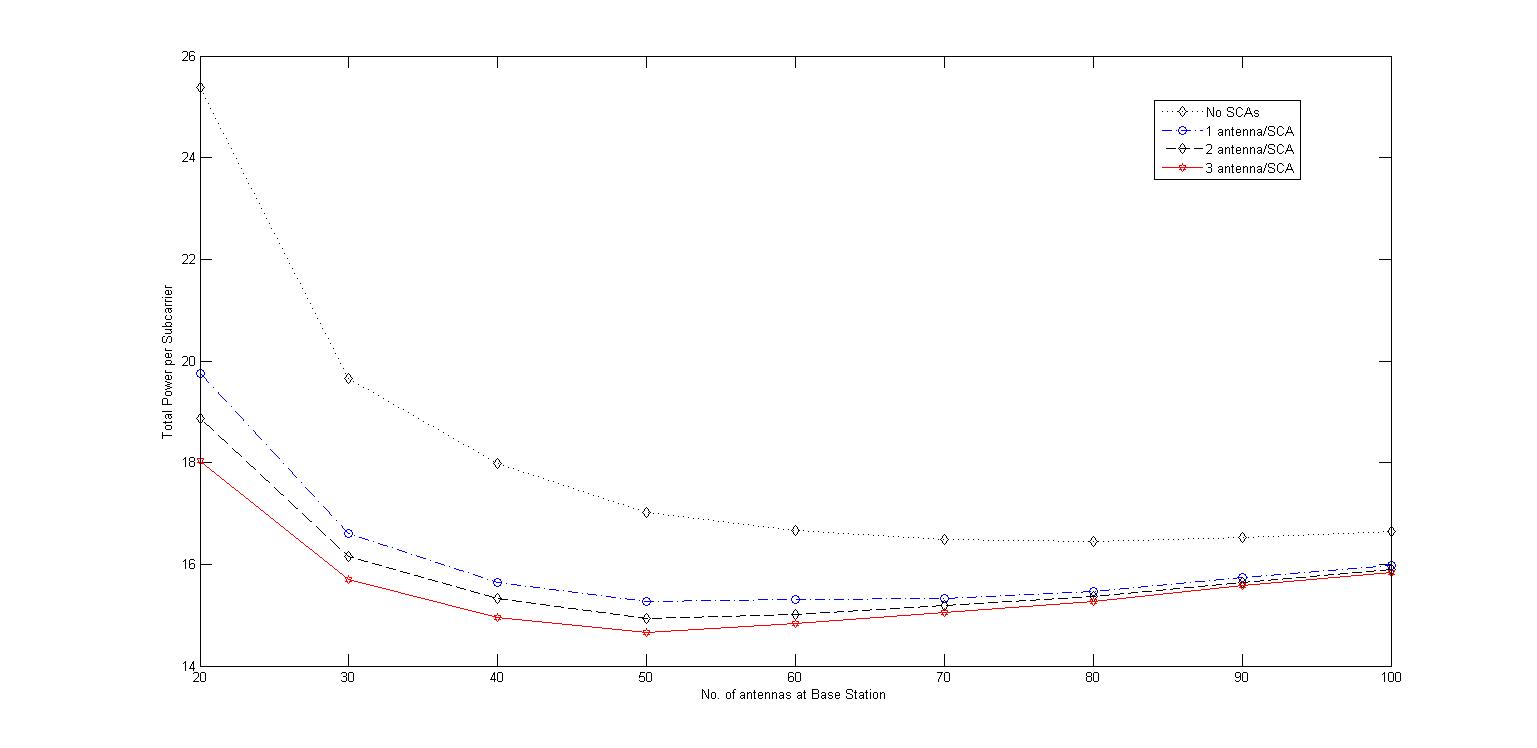 26
24
22
20
18
16
14
Total Power per Subcarrier
No SCAs
1 antenna/SCA
2 antenna/SCA
3 antenna/SCA
20 30 40 50 60 70 80 90 100
No. of antennas at Base Station